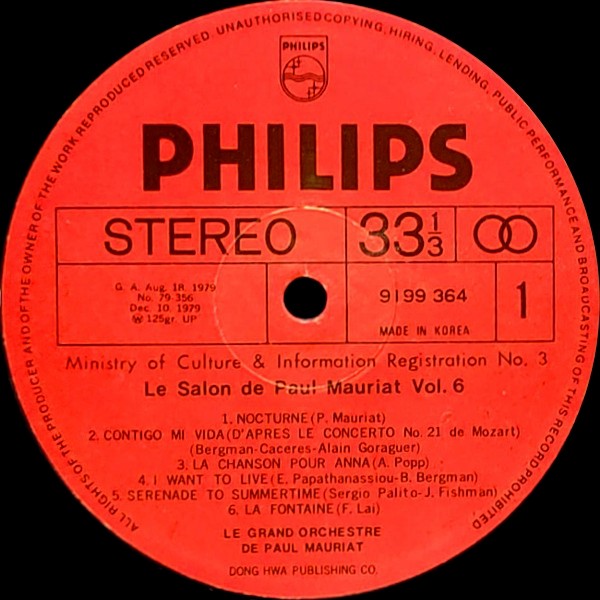 ALL RIGHTS OF THE PRODUCER AND OF THE OWNER OF THE WORK REPRODUCED RESERVED. UNAUTHORISED COPYING, HIRING, LENDING, PUBLIC PERFORMANCE AND BROAUCASTING OF THIS RECORD PROHIBITED
PHILIPS
PHILIPS
STEREO 33 1/3
G. A. Aug. 18. 1979
No. 79-356
Dec. 10. 1979
125gr. UP
9199 364
1
MADE IN KOREA
Ministry of Culture & Information Registration No. 3
Le Salon de Paul Mauriat Vol. 6
1. NOCTURNE (P. Mauriat)
2. CONTIGO MI VIDA (D'APRES LE CONCERTO No. 21 de Mozart)
(Bergman-Caceres-Alain Goraguer)
3. LA CHANSON POUR ANNA (A. Popp)
4. I WANT TO LIVE (E. Papathanassiou-B. Bergman)
5. SERENADE TO SUMMERTIME (Sergio Palito-J. Fishman)
6. LA FONTAINE (F. Lai)
LE GRAND ORCHESTRE
DE PAUL MAURIAT
DONG HWA PUBLISHING CO.